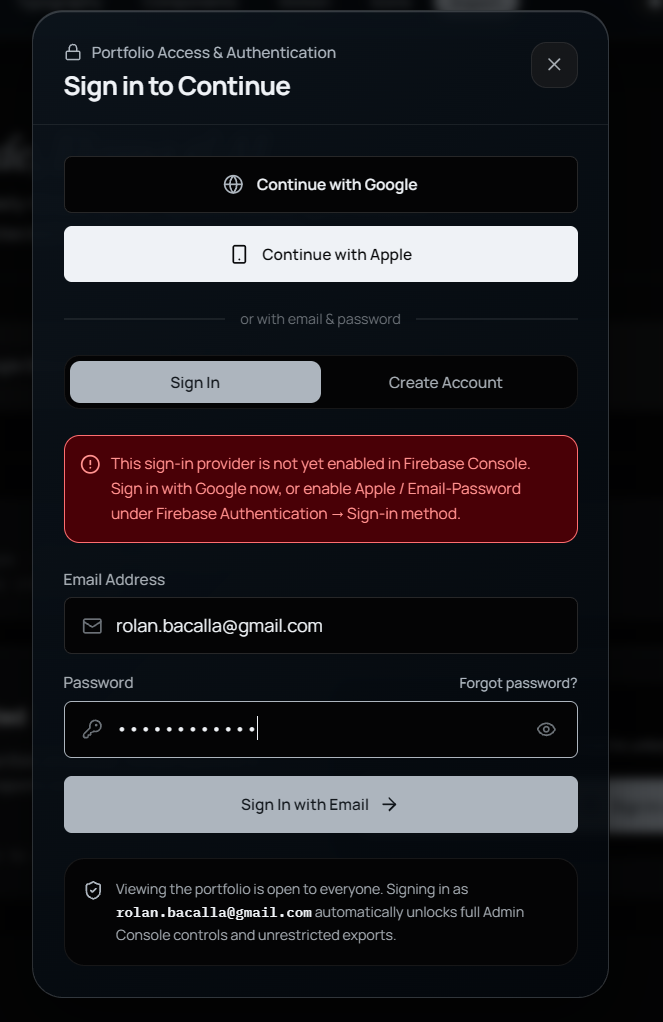 Portfolio Access & Authentication
Sign in to Continue
Continue with Google
Continue with Apple
or with email & password
Sign In
Create Account
This sign-in provider is not yet enabled in Firebase Console.
Sign in with Google now, or enable Apple / Email-Password
under Firebase Authentication → Sign-in method.
Email Address
rolan.bacalla@gmail.com
Password
Forgot password?
••••••••••••
Sign In with Email →
Viewing the portfolio is open to everyone. Signing in as
rolan.bacalla@gmail.com automatically unlocks full Admin
Console controls and unrestricted exports.